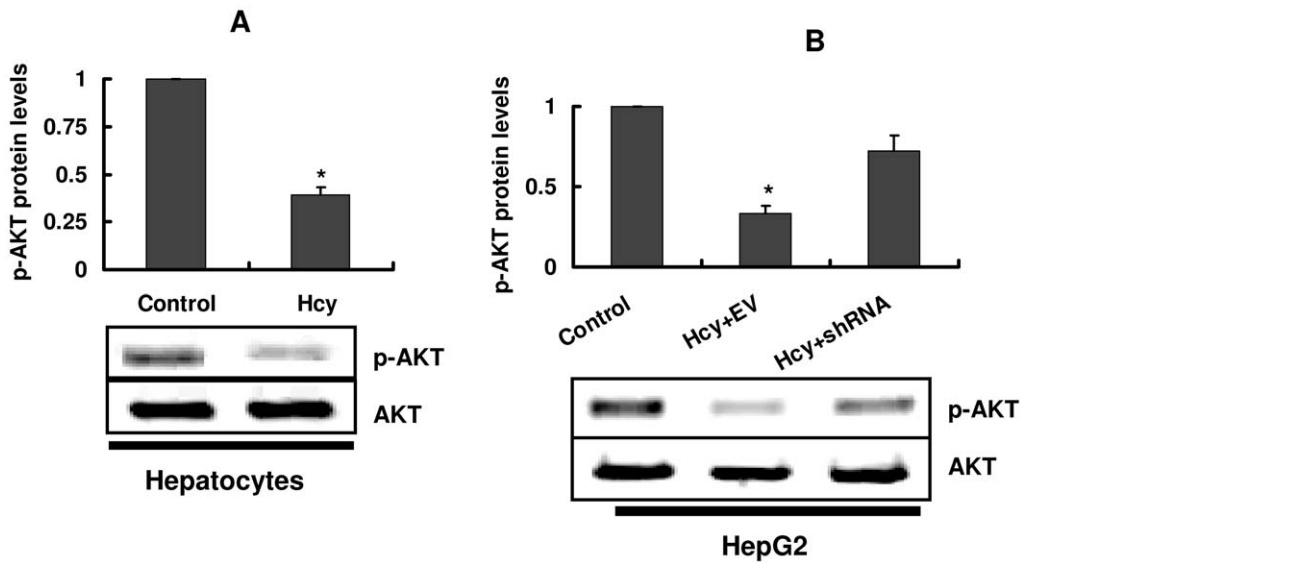 A
p-AKT protein levels
1
0.75
0.5
0.25
0
*
Control Hcy
p-AKT
AKT
Hepatocytes
B
p-AKT protein levels
1
0.5
0
*
Control Hcy+EV Hcy+shRNA
p-AKT
AKT
HepG2